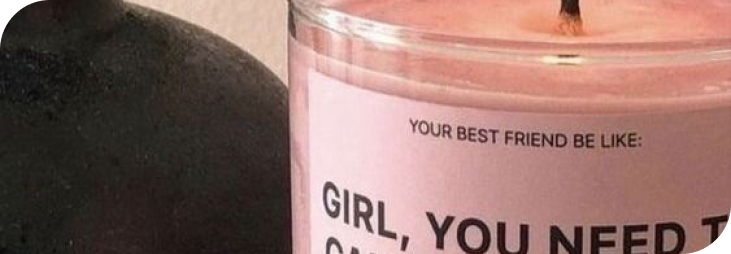 YOUR BEST FRIEND BE LIKE:
GIRL, YOU NEED